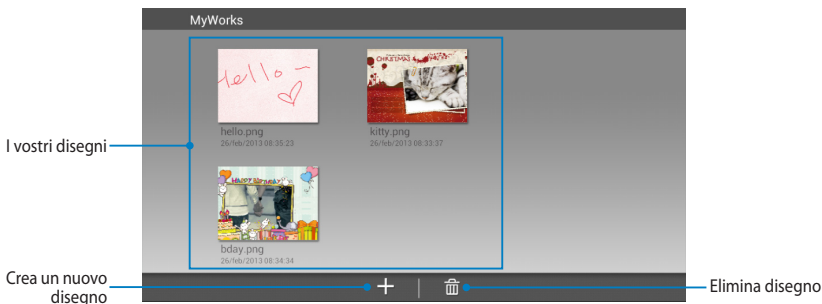 MyWorks
Hello -
CHRISTMAS
hello.png
26/feb/2013 08:35:23
kitty.png
26/feb/2013 08:33:37
I vostri disegni
HAPPY BIRTHDAY
bday.png
26/feb/2013 08:34:34
Crea un nuovo
disegno
Elimina disegno